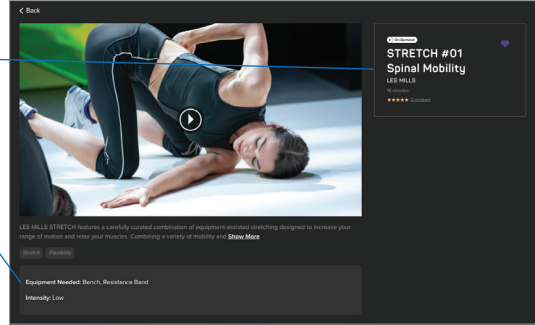 Back
On-Demand
STRETCH #01
Spinal Mobility
LES MILLS
minutes
2 reviews
LES MILLS STRETCH features a carefully curated combination of equipment-assisted stretching designed to increase your
range of motion and relax your muscles. Combining a variety of mobility and Show More
Stretch Flexibility
Equipment Needed: Bench, Resistance Band
Intensity: Low